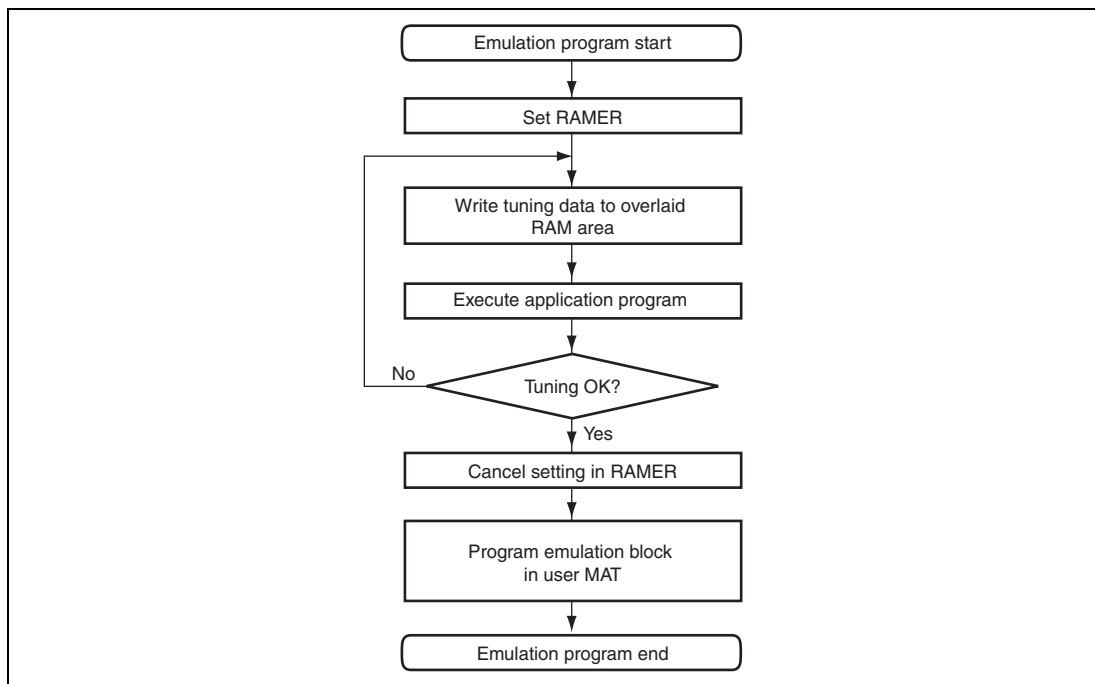 Emulation program start
Set RAMER
Write tuning data to overlaid
RAM area
Execute application program
No
Tuning OK?
Yes
Cancel setting in RAMER
Program emulation block
in user MAT
Emulation program end